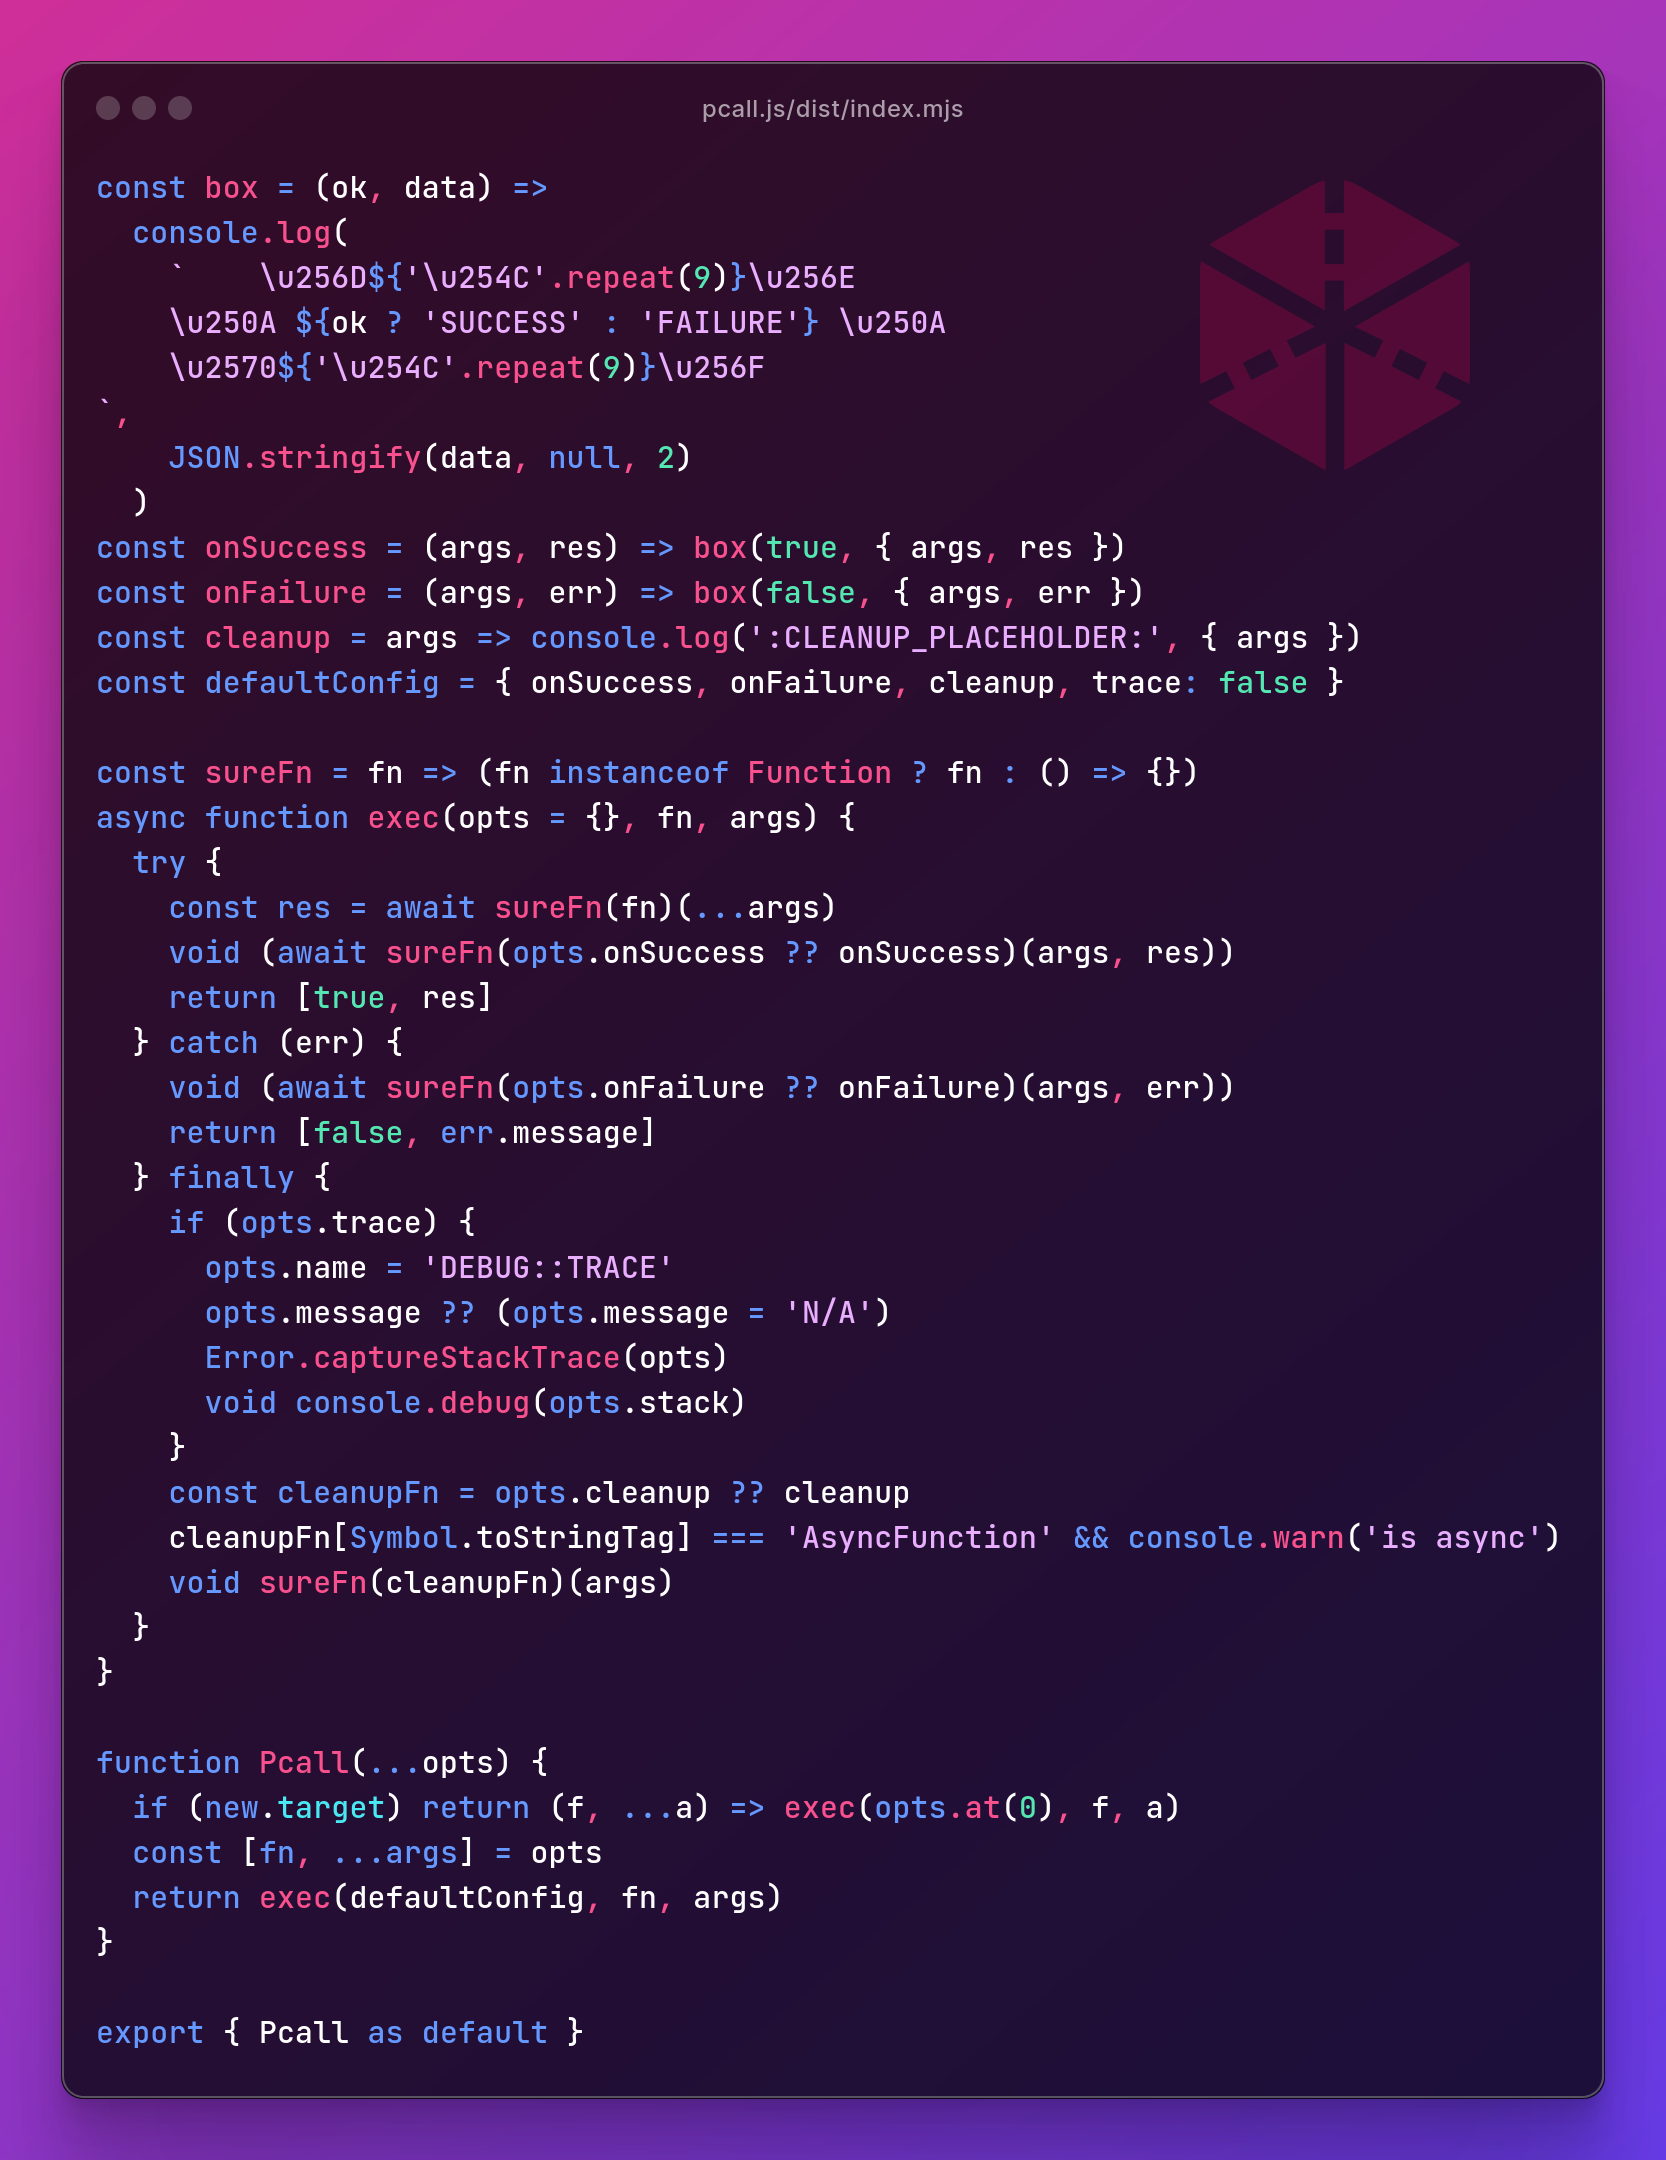 pcall.js/dist/index.mjs
const box = (ok, data) =>
  console.log(
    `    \u256D${'\u254C'.repeat(9)}\u256E
    \u250A ${ok ? 'SUCCESS' : 'FAILURE'} \u250A
    \u2570${'\u254C'.repeat(9)}\u256F
`,
    JSON.stringify(data, null, 2)
  )
const onSuccess = (args, res) => box(true, { args, res })
const onFailure = (args, err) => box(false, { args, err })
const cleanup = args => console.log(':CLEANUP_PLACEHOLDER:', { args })
const defaultConfig = { onSuccess, onFailure, cleanup, trace: false }

const sureFn = fn => (fn instanceof Function ? fn : () => {})
async function exec(opts = {}, fn, args) {
  try {
    const res = await sureFn(fn)(...args)
    void (await sureFn(opts.onSuccess ?? onSuccess)(args, res))
    return [true, res]
  } catch (err) {
    void (await sureFn(opts.onFailure ?? onFailure)(args, err))
    return [false, err.message]
  } finally {
    if (opts.trace) {
      opts.name = 'DEBUG::TRACE'
      opts.message ?? (opts.message = 'N/A')
      Error.captureStackTrace(opts)
      void console.debug(opts.stack)
    }
    const cleanupFn = opts.cleanup ?? cleanup
    cleanupFn[Symbol.toStringTag] === 'AsyncFunction' && console.warn('is async')
    void sureFn(cleanupFn)(args)
  }
}

function Pcall(...opts) {
  if (new.target) return (f, ...a) => exec(opts.at(0), f, a)
  const [fn, ...args] = opts
  return exec(defaultConfig, fn, args)
}

export { Pcall as default }